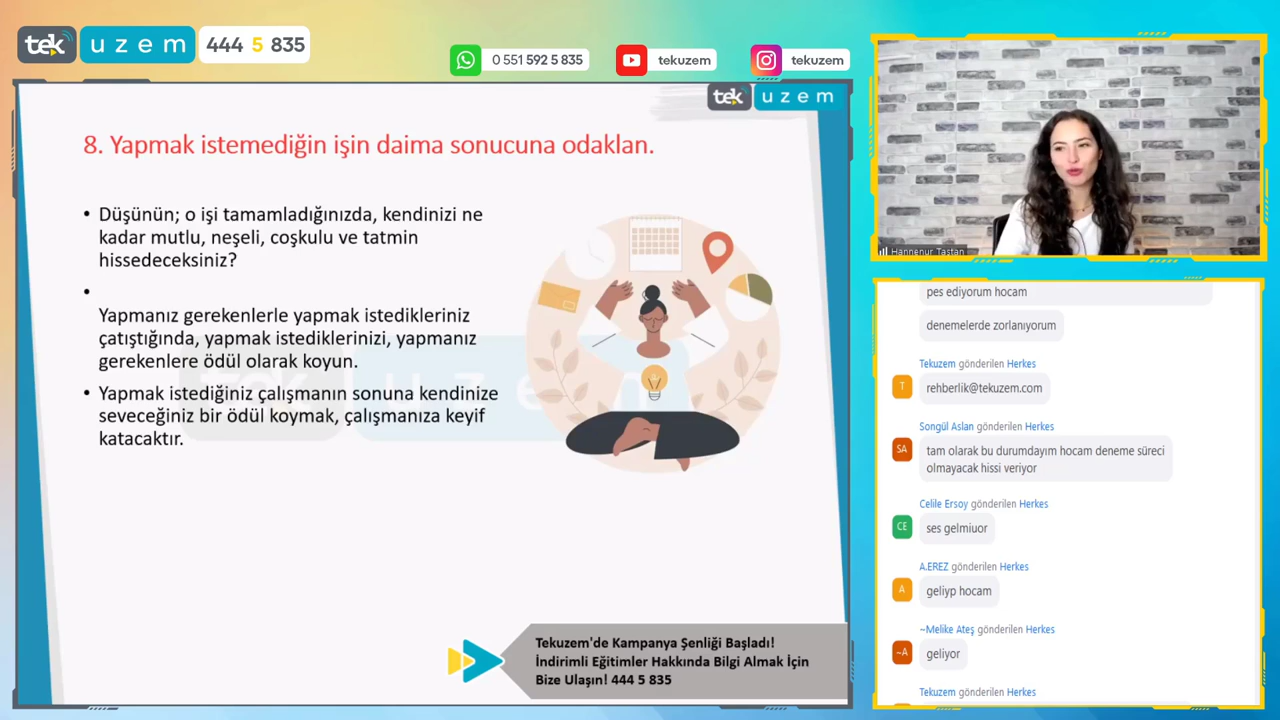 tek uzem 444 5 835
0 551 592 5 835
tekuzem
tekuzem
tek uzem
8. Yapmak istemediğin işin daima sonucuna odaklan.
• Düşünün; o işi tamamladığınızda, kendinizi ne
kadar mutlu, neşeli, coşkulu ve tatmin
hissedeceksiniz?
•
Yapmanız gerekenlerle yapmak istedikleriniz
çatıştığında, yapmak istediklerinizi, yapmanız
gerekenlere ödül olarak koyun.
• Yapmak istediğiniz çalışmanın sonuna kendinize
seveceğiniz bir ödül koymak, çalışmanıza keyif
katacaktır.
Tekuzem'de Kampanya Şenliği Başladı!
İndirimli Eğitimler Hakkında Bilgi Almak İçin
Bize Ulaşın! 444 5 835
Hannenur Taştan
pes ediyorum hocam
denemelerde zorlanıyorum
Tekuzem gönderilen Herkes
T
rehberlik@tekuzem.com
Songül Aslan gönderilen Herkes
SA
tam olarak bu durumdayım hocam deneme süreci
olmayacak hissi veriyor
Celile Ersoy gönderilen Herkes
CE
ses gelmiuor
A.EREZ gönderilen Herkes
A
geliyp hocam
~Melike Ateş gönderilen Herkes
~A
geliyor
Tekuzem gönderilen Herkes